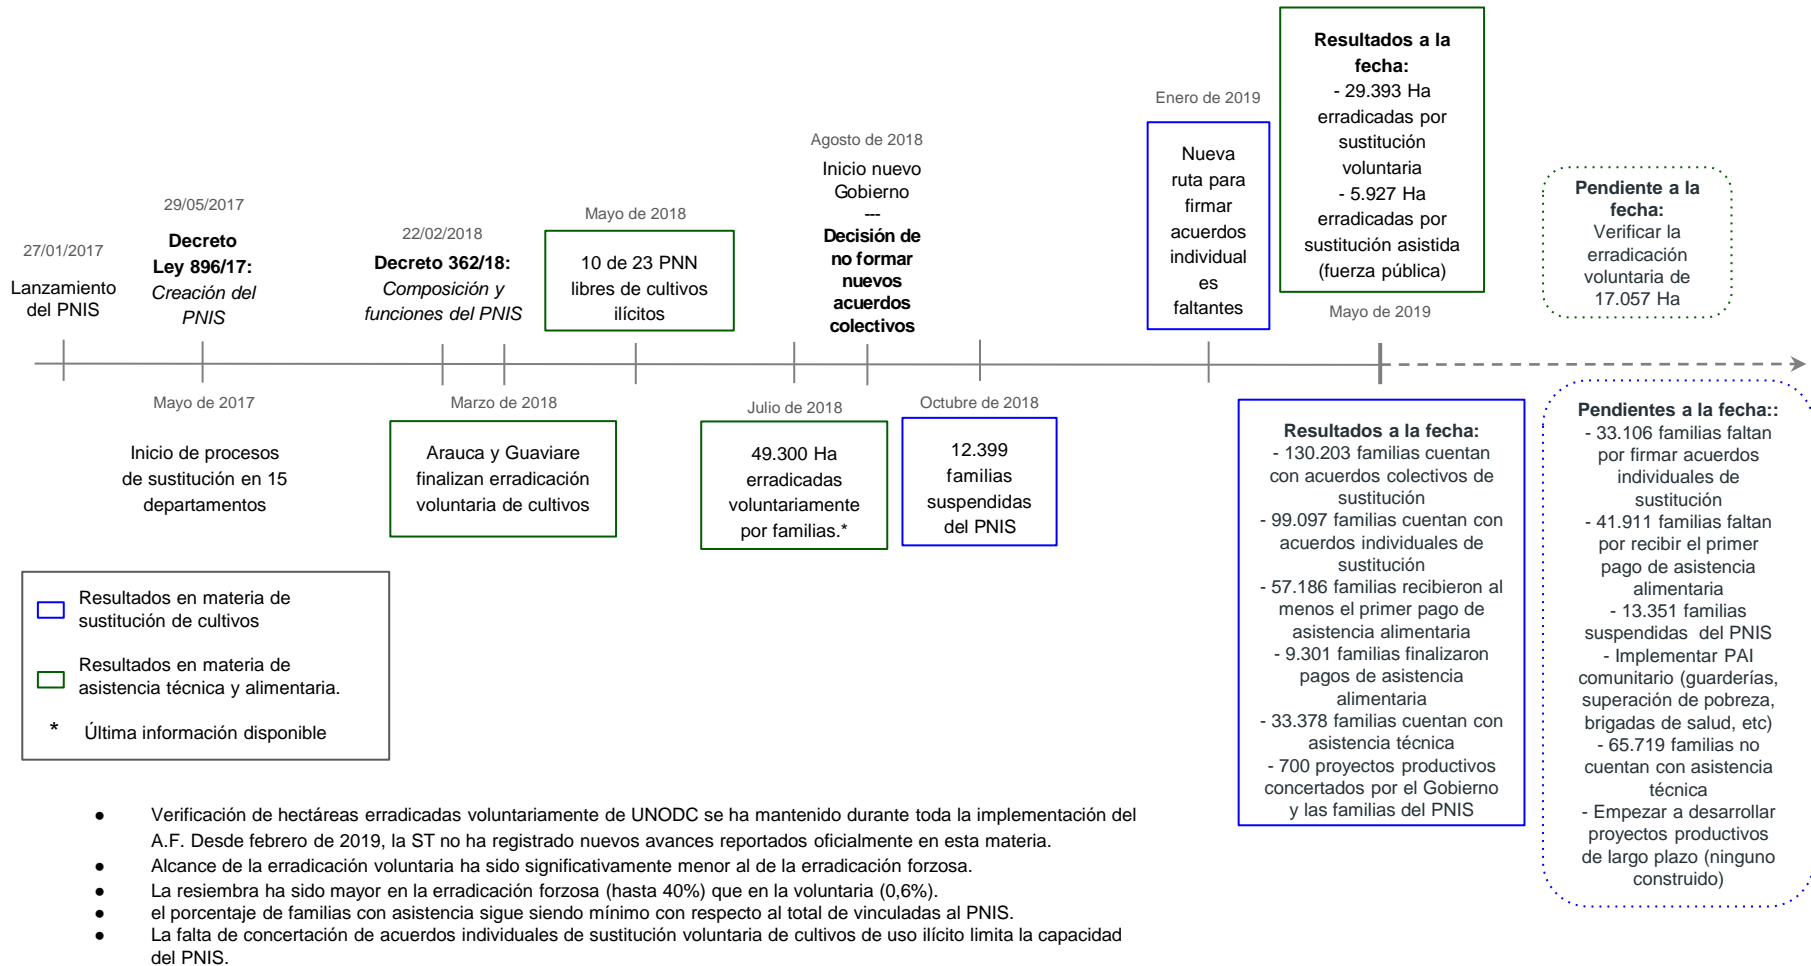 27/01/2017
Lanzamiento
del PNIS
29/05/2017
Decreto
Ley 896/17:
Creación del
PNIS
22/02/2018
Decreto 362/18:
Composición y
funciones del PNIS
Mayo de 2018
10 de 23 PNN
libres de cultivos
ilícitos
Agosto de 2018
Inicio nuevo
Gobierno
---
Decisión de
no formar
nuevos
acuerdos
colectivos
Enero de 2019
Nueva
ruta para
firmar
acuerdos
individual
es
faltantes
Resultados a la
fecha:
- 29.393 Ha
erradicadas por
sustitución
voluntaria
- 5.927 Ha
erradicadas por
sustitución asistida
(fuerza pública)
Mayo de 2019
Pendiente a la
fecha:
Verificar la
erradicación
voluntaria de
17.057 Ha
Mayo de 2017
Inicio de procesos
de sustitución en 15
departamentos
Marzo de 2018
Arauca y Guaviare
finalizan erradicación
voluntaria de cultivos
Julio de 2018
49.300 Ha
erradicadas
voluntariamente
por familias.*
Octubre de 2018
12.399
familias
suspendidas
del PNIS
Resultados a la fecha:
- 130.203 familias cuentan
con acuerdos colectivos de
sustitución
- 99.097 familias cuentan con
acuerdos individuales de
sustitución
- 57.186 familias recibieron al
menos el primer pago de
asistencia alimentaria
- 9.301 familias finalizaron
pagos de asistencia
alimentaria
- 33.378 familias cuentan con
asistencia técnica
- 700 proyectos productivos
concertados por el Gobierno
y las familias del PNIS
Pendientes a la fecha::
- 33.106 familias faltan
por firmar acuerdos
individuales de
sustitución
- 41.911 familias faltan
por recibir el primer
pago de asistencia
alimentaria
- 13.351 familias
suspendidas del PNIS
- Implementar PAI
comunitario (guarderías,
superación de pobreza,
brigadas de salud, etc)
- 65.719 familias no
cuentan con asistencia
técnica
- Empezar a desarrollar
proyectos productivos
de largo plazo (ninguno
construido)
Resultados en materia de
sustitución de cultivos
Resultados en materia de
asistencia técnica y alimentaria.
* Última información disponible
● Verificación de hectáreas erradicadas voluntariamente de UNODC se ha mantenido durante toda la implementación del
A.F. Desde febrero de 2019, la ST no ha registrado nuevos avances reportados oficialmente en esta materia.
● Alcance de la erradicación voluntaria ha sido significativamente menor al de la erradicación forzosa.
● La resiembra ha sido mayor en la erradicación forzosa (hasta 40%) que en la voluntaria (0,6%).
● el porcentaje de familias con asistencia sigue siendo mínimo con respecto al total de vinculadas al PNIS.
● La falta de concertación de acuerdos individuales de sustitución voluntaria de cultivos de uso ilícito limita la capacidad
del PNIS.